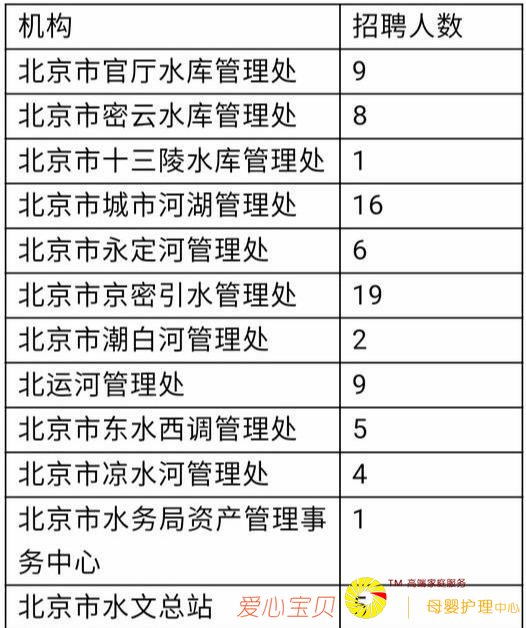 机构 招聘人数
北京市官厅水库管理处 9
北京市密云水库管理处 8
北京市十三陵水库管理处 1
北京市城市河湖管理处 16
北京市永定河管理处 6
北京市京密引水管理处 19
北京市潮白河管理处 2
北运河管理处 9
北京市东水西调管理处 5
北京市凉水河管理处 4
北京市水务局资产管理事 1
务中心
北京市水文总站
爱心宝贝
TM 高端家庭服务
母婴护理中心